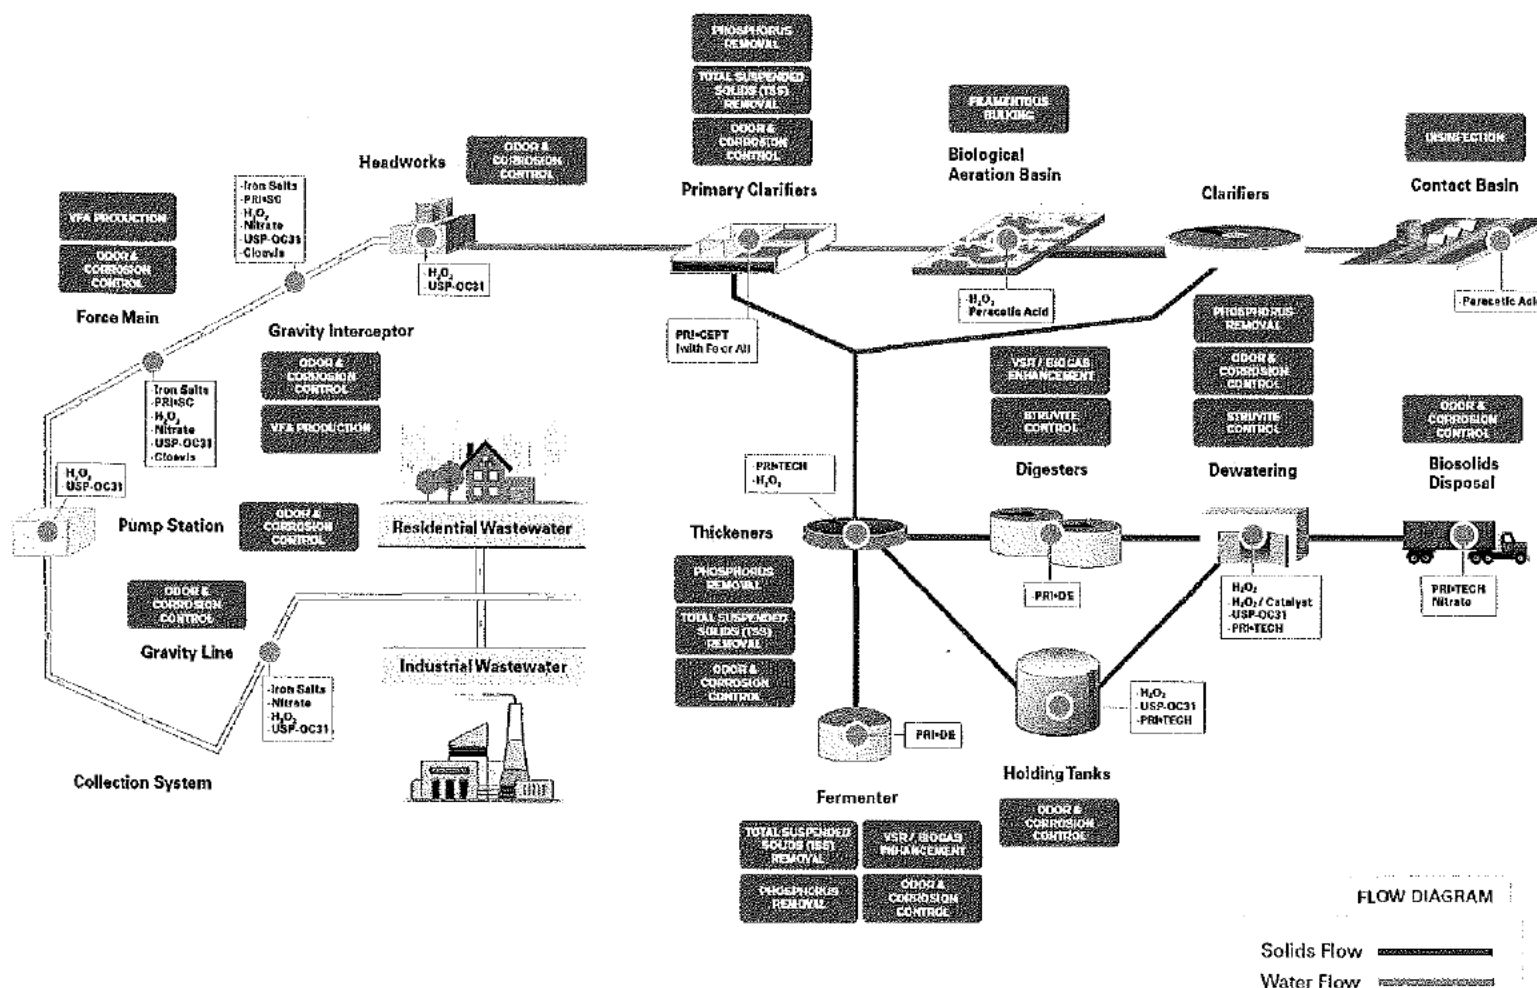 PHOSPHORUS
REMOVAL
TOTAL SUSPENDED
SOLIDS (TSS)
REMOVAL
ODOR &
CORROSION
CONTROL
Primary Clarifiers
FILAMENTOUS
BULKING
Biological
Aeration Basin
DISINFECTION
Contact Basin
Clarifiers
Headworks
ODOR &
CORROSION
CONTROL
-Iron Salts
-PRI•SC
-H₂O₂
-Nitrate
-USP-OC31
-Cloevis
VFA PRODUCTION
ODOR &
CORROSION
CONTROL
Force Main
-H₂O₂
-USP-OC31
PRI•CEPT
(with Fe or Al)
-H₂O₂
Peracetic Acid
-Peracetic Acid
Gravity Interceptor
ODOR &
CORROSION
CONTROL
VFA PRODUCTION
-Iron Salts
-PRI•SC
-H₂O₂
-Nitrate
-USP-OC31
-Cloevis
PHOSPHORUS
REMOVAL
ODOR &
CORROSION
CONTROL
STRUVITE
CONTROL
Dewatering
VSR / BIOGAS
ENHANCEMENT
STRUVITE
CONTROL
Digesters
ODOR &
CORROSION
CONTROL
Biosolids
Disposal
H₂O₂
-USP-OC31
Pump Station
ODOR &
CORROSION
CONTROL
Residential Wastewater
-PRI•TECH
-H₂O₂
Thickeners
PHOSPHORUS
REMOVAL
TOTAL SUSPENDED
SOLIDS (TSS)
REMOVAL
ODOR &
CORROSION
CONTROL
-PRI•DE
-H₂O₂
-H₂O₂ / Catalyst
-USP-OC31
-PRI•TECH
PRI•TECH
Nitrate
ODOR &
CORROSION
CONTROL
Gravity Line
-Iron Salts
-Nitrate
-H₂O₂
-USP-OC31
Industrial Wastewater
Collection System
PRI•DE
-H₂O₂
-USP-OC31
-PRI•TECH
Fermenter
TOTAL SUSPENDED
SOLIDS (TSS)
REMOVAL
VSR / BIOGAS
ENHANCEMENT
PHOSPHORUS
REMOVAL
ODOR &
CORROSION
CONTROL
Holding Tanks
ODOR &
CORROSION
CONTROL
FLOW DIAGRAM
Solids Flow
Water Flow